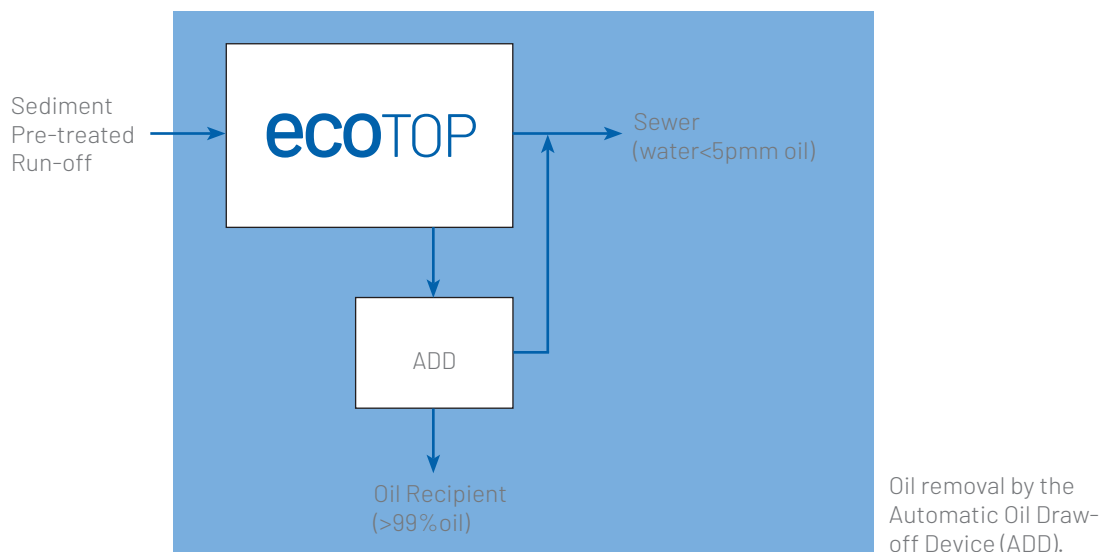 Sediment
Pre-treated
Run-off
ecoTOP
Sewer
(water<5pmm oil)
ADD
Oil Recipient
(>99%oil)
Oil removal by the
Automatic Oil Draw-
off Device (ADD).